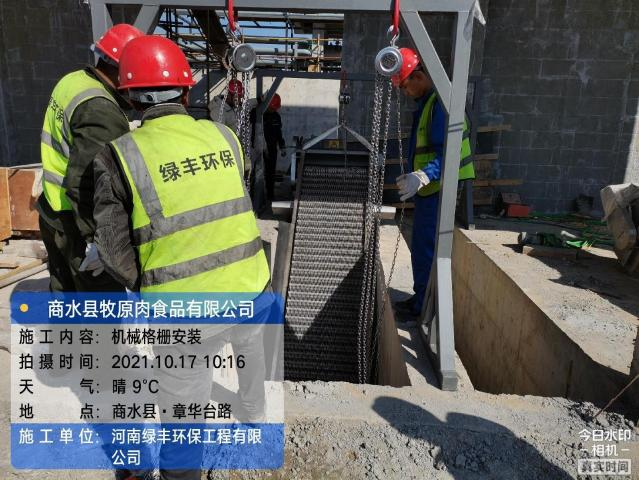 绿丰环保
商水县牧原肉食品有限公司
施工内容：机械格栅安装
拍摄时间：2021.10.17 10:16
天气：晴 9°C
地点：商水县·章华台路
施工单位：河南绿丰环保工程有限
公司
今日水印
-相机-
真实时间